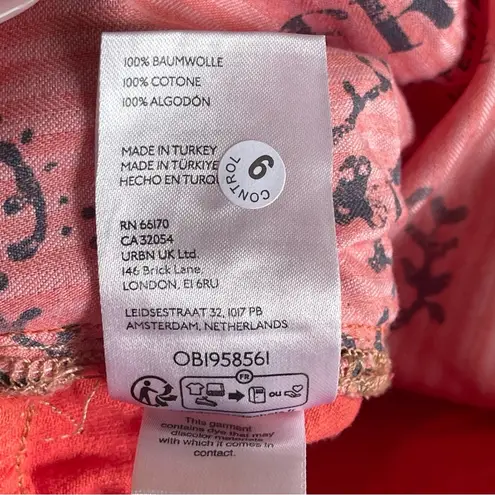 100% BAUMWOLLE
100% COTONE
100% ALGODÓN
MADE IN TURKEY
MADE IN TÜRKIYE
HECHO EN TURQ
CONTROL
6
RN 66170
CA 32054
URBN UK Ltd.
146 Brick Lane,
LONDON, E1 6RU
LEIDSESTRAAT 32, 1017 PB
AMSTERDAM, NETHERLANDS
OB1958561
FR
OU
This garment
contains dye that may
discolor materials
with which it comes in
contact.